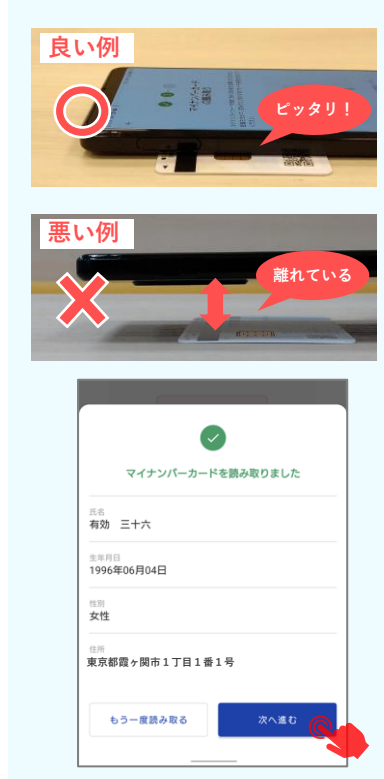 良い例
ピッタリ！
悪い例
離れている
マイナンバーカードを読み取りました
氏名
有効　三十六
生年月日
1996年06月04日
性別
女性
住所
東京都霞ヶ関市１丁目１番１号
もう一度読み取る
次へ進む